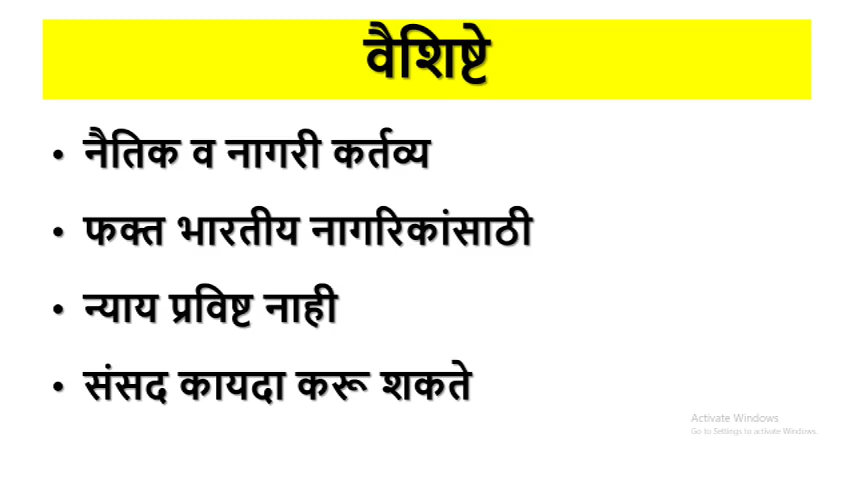 वैशिष्टे
• नैतिक व नागरी कर्तव्य
• फक्त भारतीय नागरिकांसाठी
• न्याय प्रविष्ट नाही
• संसद कायदा करू शकते
Activate Windows
Go to Settings to activate Windows.